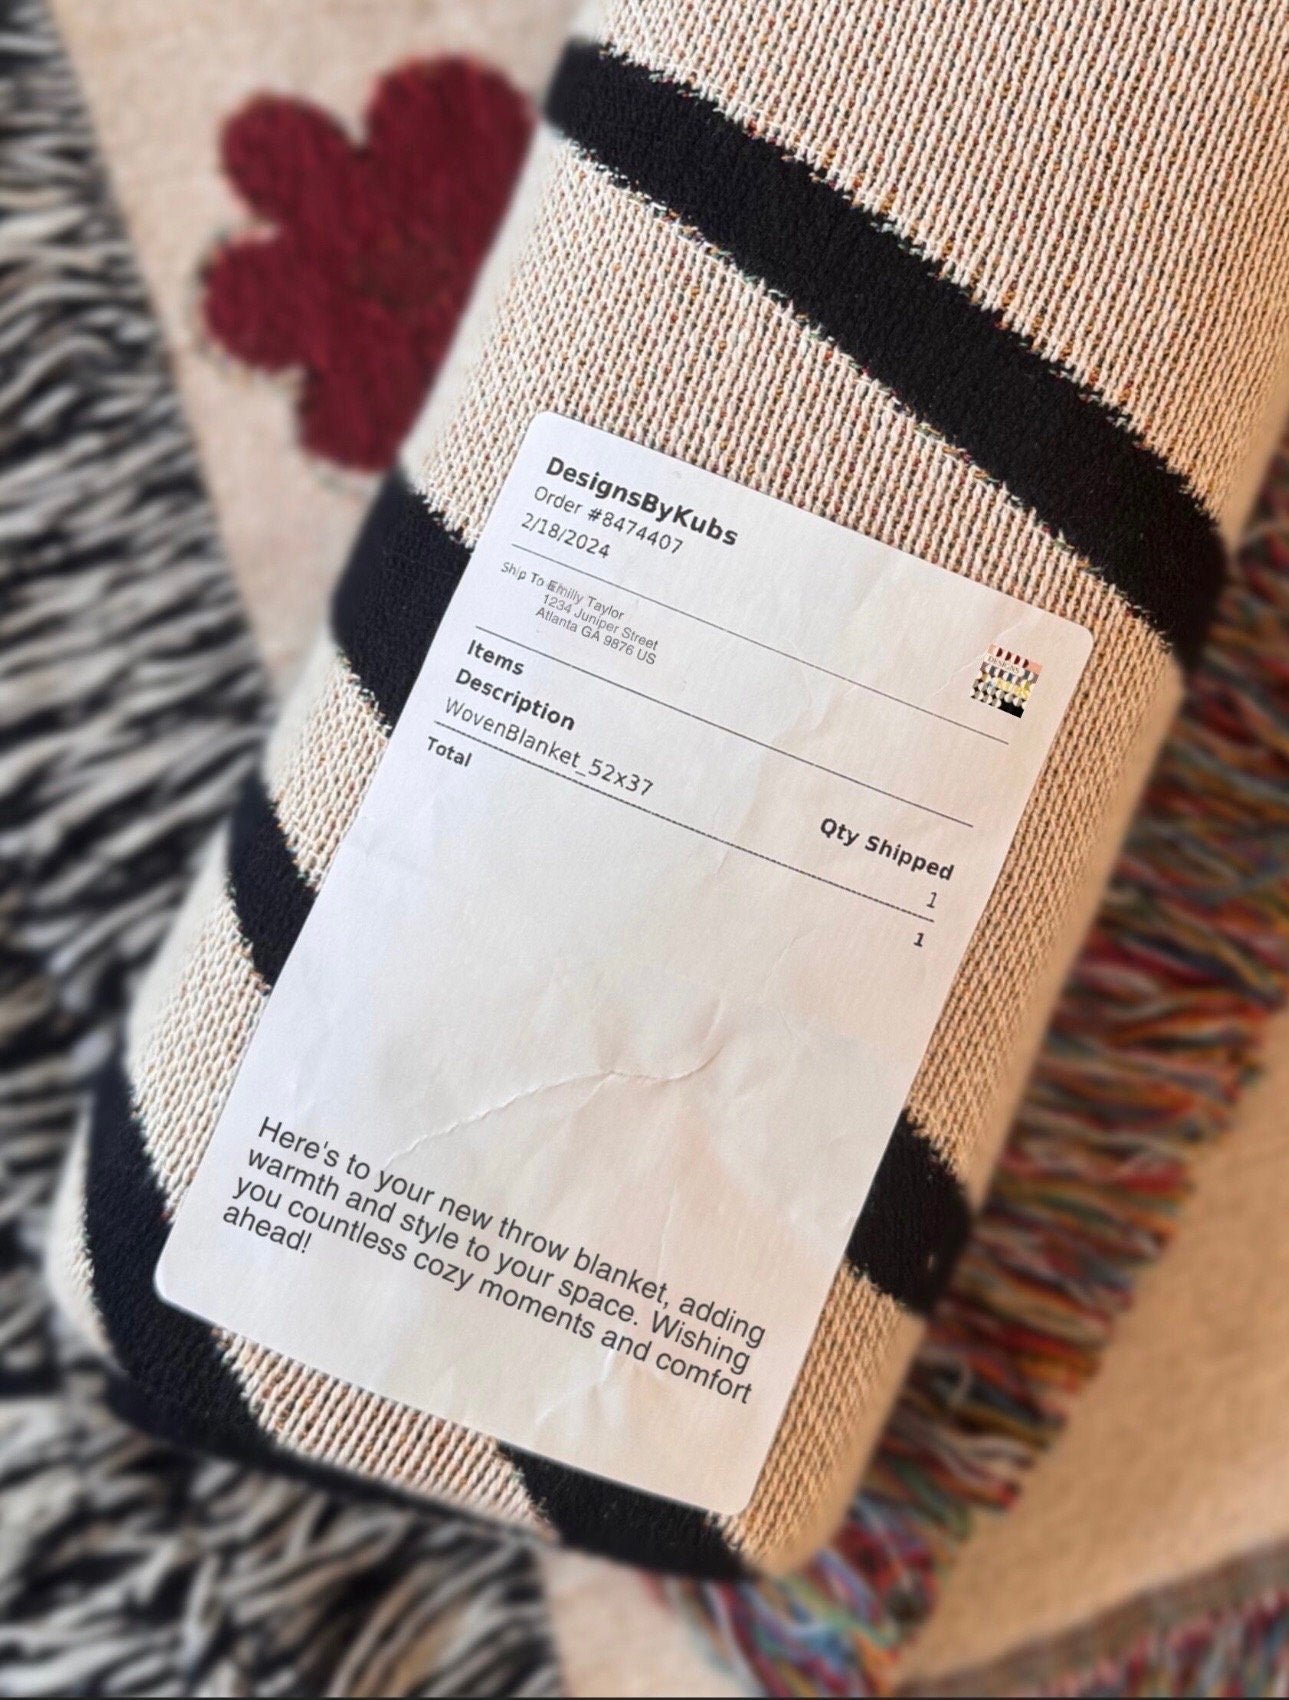 DesignsByKubs
Order #8474407
2/18/2024
Ship To Emilly Taylor
1234 Juniper Street
Atlanta GA 9876 US
Items
Description
Qty Shipped
WovenBlanket_52x37
1
Total
1
DESIGNS
Here's to your new throw blanket, adding
warmth and style to your space. Wishing
you countless cozy moments and comfort
ahead!